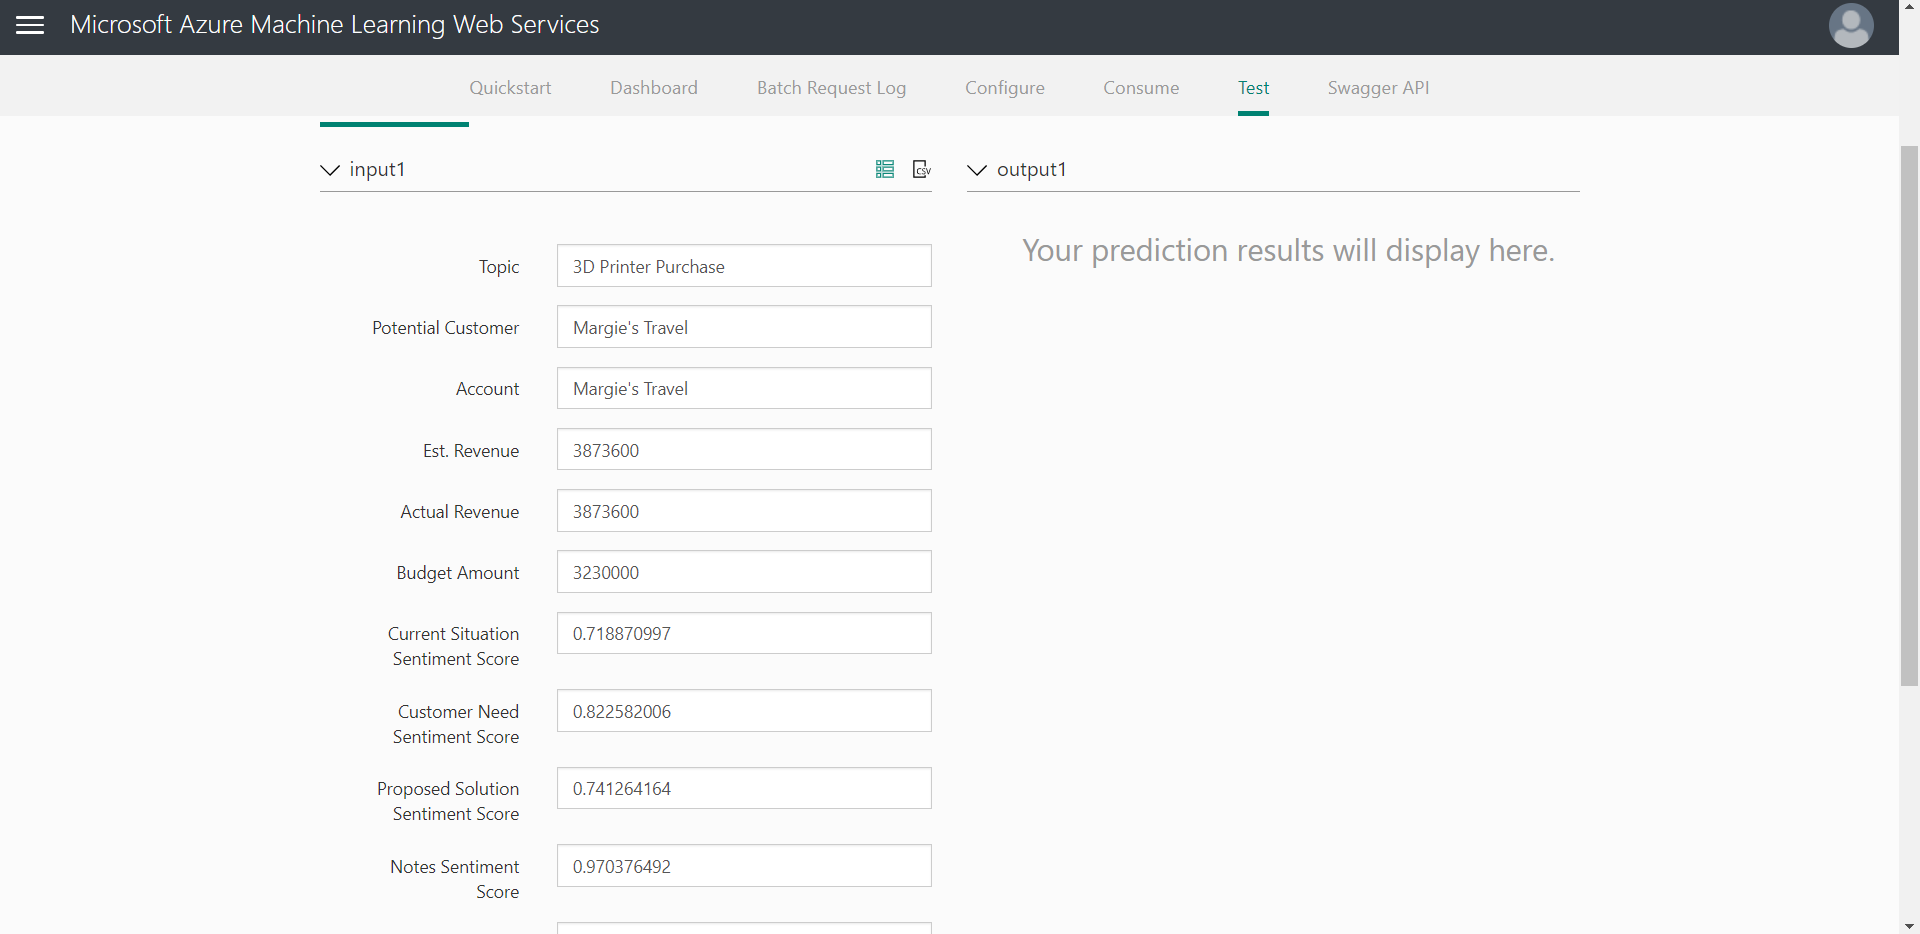 Microsoft Azure Machine Learning Web Services
Quickstart
Dashboard
Batch Request Log
Configure
Consume
Test
Swagger API
input1
CSV
output1
Your prediction results will display here.
Topic
3D Printer Purchase
Potential Customer
Margie's Travel
Account
Margie's Travel
Est. Revenue
3873600
Actual Revenue
3873600
Budget Amount
3230000
Current Situation
Sentiment Score
0.718870997
Customer Need
Sentiment Score
0.822582006
Proposed Solution
Sentiment Score
0.741264164
Notes Sentiment
Score
0.970376492